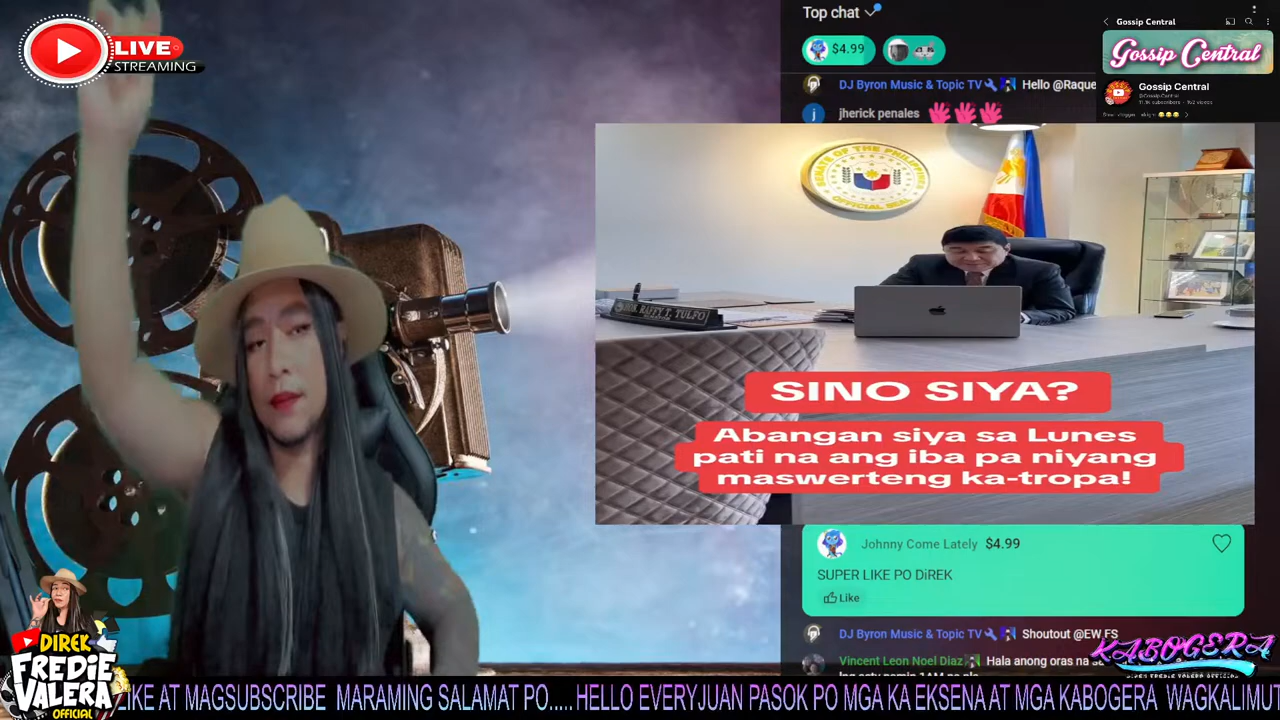 LIVE
STREAMING
Top chat
$4.99
DJ Byron Music & Topic TV Hello @Raque
jherick penales
Gossip Central
Gossip Central
Gossip Central
@Gossip.Central
SENATE OF THE PHILIPPINES
OFFICIAL SEAL
RAFFY T. TULFO
SINO SIYA?
Abangan siya sa Lunes
pati na ang iba pa niyang
maswerteng ka-tropa!
Johnny Come Lately $4.99
SUPER LIKE PO DiREK
Like
DJ Byron Music & Topic TV Shoutout @EW FS
Vincent Leon Noel Diaz Hala anong oras na sa
KABOGERA
DIREK
FREDIE
VALERA
OFFICIAL
LIKE AT MAGSUBSCRIBE MARAMING SALAMAT PO..... HELLO EVERYJUAN PASOK PO MGA KA EKSENA AT MGA KABOGERA WAGKALIMUT